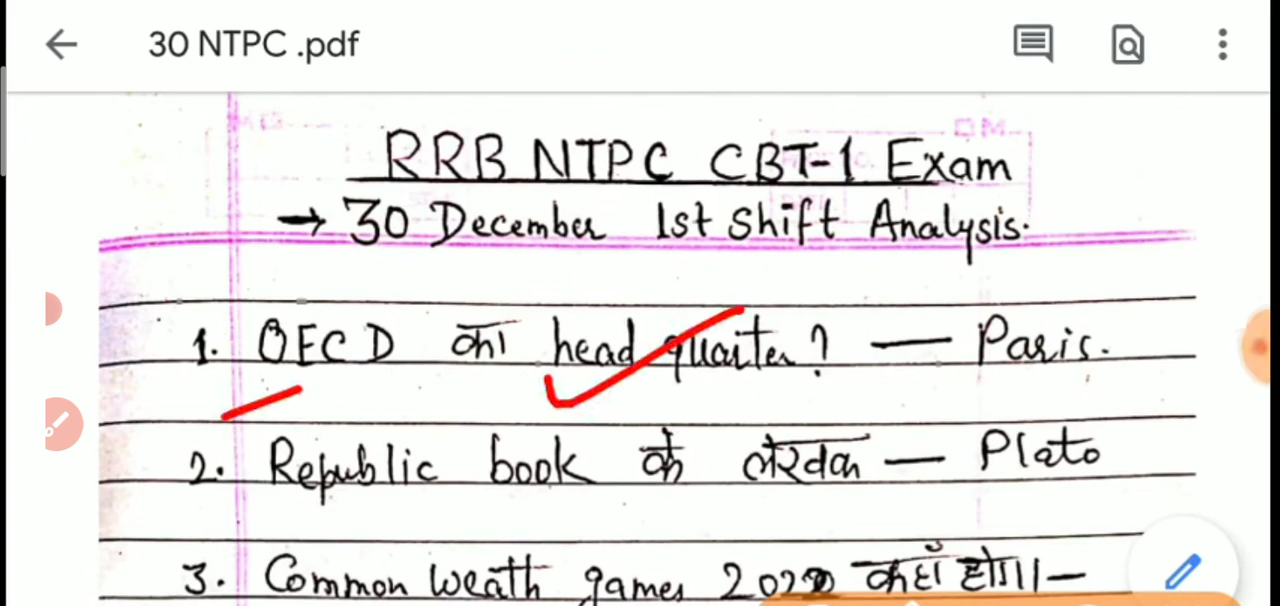 30 NTPC .pdf
RRB NTPC CBT-1 Exam
→ 30 December 1st Shift Analysis.
1. OECD का head quater? — Paris.
2. Republic book के लेखक — Plato
3. Common weath games 2022 कहाँ होगा —